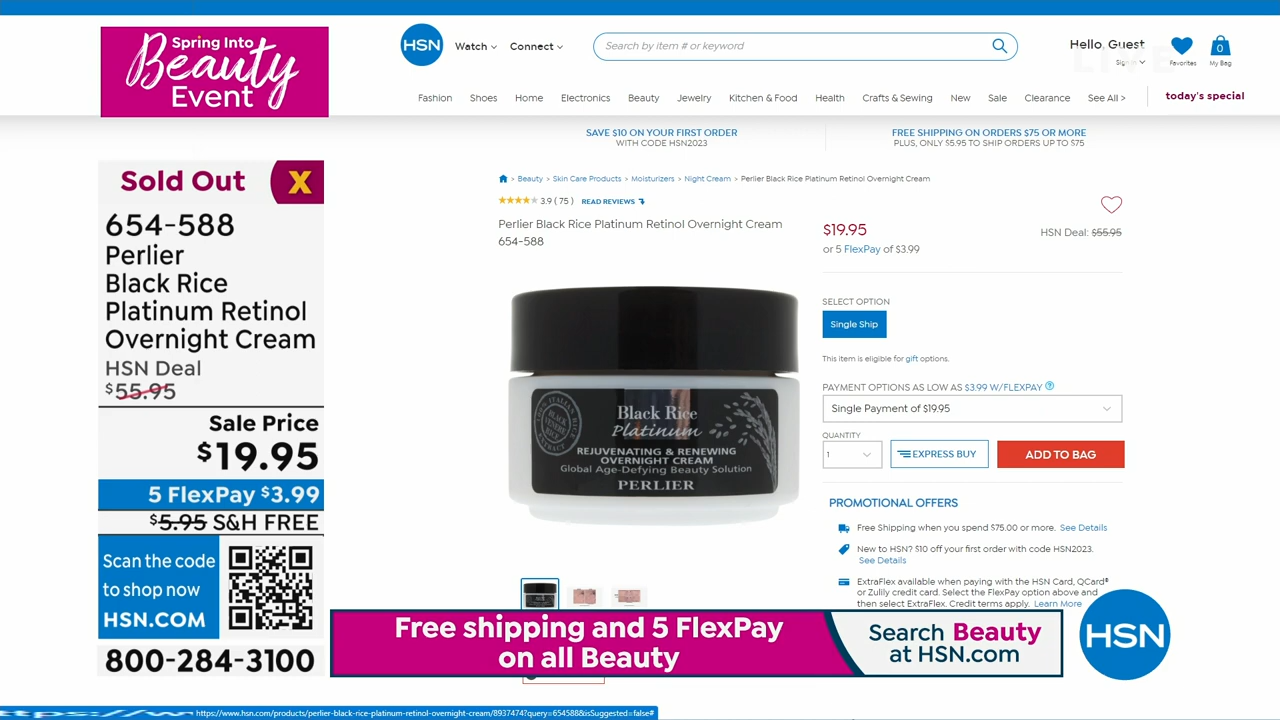 Spring Into
Beauty
Event
HSN
Watch
Connect
Search by item # or keyword
Hello, Guest
Sign In
LIVE
Favorites
0
My Bag
Fashion
Shoes
Home
Electronics
Beauty
Jewelry
Kitchen & Food
Health
Crafts & Sewing
New
Sale
Clearance
See All >
today's special
SAVE $10 ON YOUR FIRST ORDER
WITH CODE HSN2023
FREE SHIPPING ON ORDERS $75 OR MORE
PLUS, ONLY $5.95 TO SHIP ORDERS UP TO $75
Sold Out X
654-588
Perlier
Black Rice
Platinum Retinol
Overnight Cream
HSN Deal
$55.95
Sale Price
$19.95
5 FlexPay $3.99
$5.95 S&H FREE
Scan the code
to shop now
HSN.COM
800-284-3100
> Beauty > Skin Care Products > Moisturizers > Night Cream > Perlier Black Rice Platinum Retinol Overnight Cream
3.9 ( 75 ) READ REVIEWS
Perlier Black Rice Platinum Retinol Overnight Cream
654-588
Black Rice
Platinum
REJUVENATING & RENEWING
OVERNIGHT CREAM
Global Age-Defying Beauty Solution
PERLIER
$19.95
HSN Deal: $55.95
or 5 FlexPay of $3.99
SELECT OPTION
Single Ship
This item is eligible for gift options.
PAYMENT OPTIONS AS LOW AS $3.99 W/FLEXPAY ?
Single Payment of $19.95
QUANTITY
1
EXPRESS BUY
ADD TO BAG
PROMOTIONAL OFFERS
Free Shipping when you spend $75.00 or more. See Details
New to HSN? $10 off your first order with code HSN2023.
See Details
ExtraFlex available when paying with the HSN Card, QCard®
or Zulily credit card. Select the FlexPay option above and
then select ExtraFlex. Credit terms apply. Learn More
Free shipping and 5 FlexPay
on all Beauty
Search Beauty
at HSN.com
HSN
https://www.hsn.com/products/perlier-black-rice-platinum-retinol-overnight-cream/8937474?query=654588&isSuggested=false#